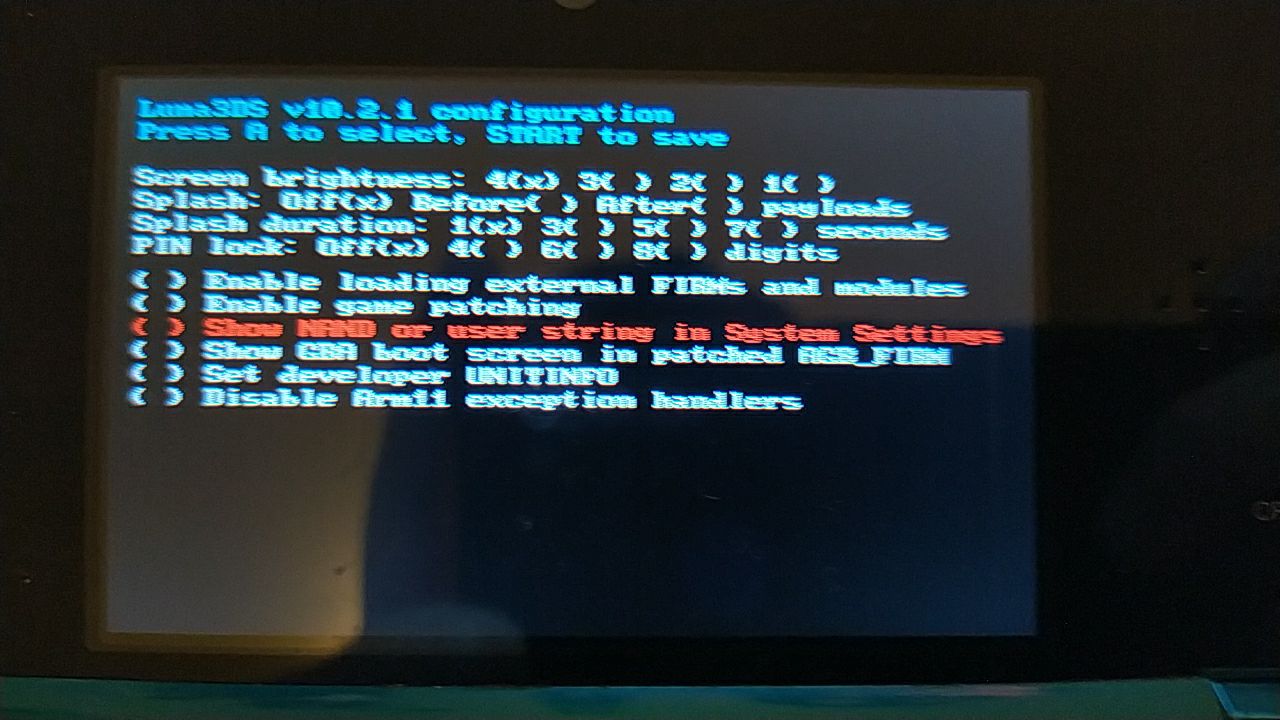 Luma3DS v10.2.1 configuration
Press A to select, START to save
Screen brightness: 4(x) 3( ) 2( ) 1( )
Splash: Off(x) Before( ) After( ) payloads
Splash duration: 1(x) 3( ) 5( ) 7( ) seconds
PIN lock: Off(x) 4( ) 6( ) 8( ) digits
( ) Enable loading external FIRMs and modules
( ) Enable game patching
( ) Show NAND or user string in System Settings
( ) Show GBA boot screen in patched AGB_FIRM
( ) Set developer UNITINFO
( ) Disable Arm11 exception handlers